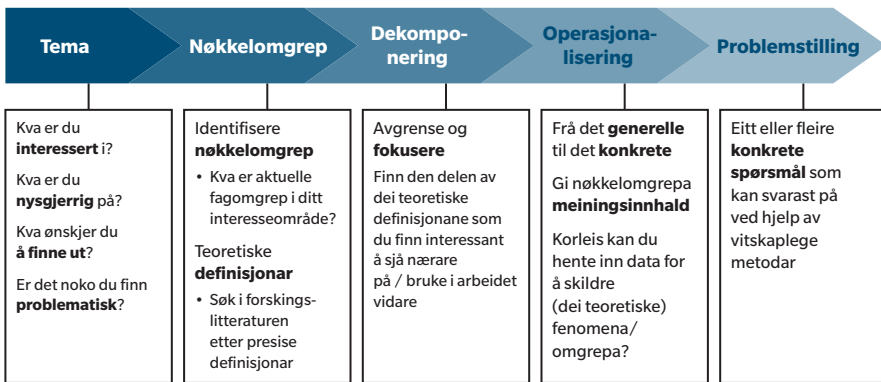 Tema
Nøkkelomgrep
Dekompo-
nering
Operasjona-
lisering
Problemstilling
Kva er du
interessert i?
Kva er du
nysgjerrig på?
Kva ønskjer du
å finne ut?
Er det noko du finn
problematisk?
Identifisere
nøkkelomgrep
• Kva er aktuelle
fagomgrep i ditt
interesseområde?
Teoretiske
definisjonar
• Søk i forskings-
litteraturen
etter presise
definisjonar
Avgrense og
fokusere
Finn den delen av
dei teoretiske
definisjonane som
du finn interessant
å sjå nærare
på / bruke i arbeidet
vidare
Frå det generelle
til det konkrete
Gi nøkkelomgrepa
meiningsinnhald
Korleis kan du
hente inn data for
å skildre
(dei teoretiske)
fenomena/
omgrepa?
Eitt eller fleire
konkrete
spørsmål som
kan svarast på
ved hjelp av
vitskaplege
metodar